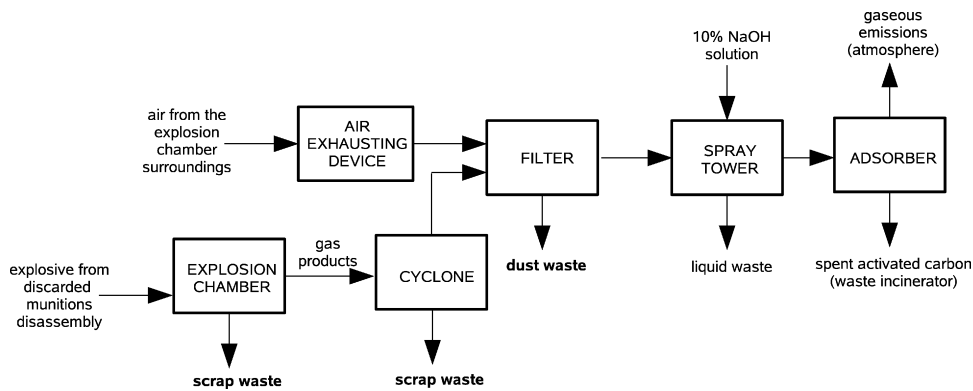 10% NaOH
solution
gaseous
emissions
(atmosphere)
air from the
explosion
chamber
surroundings
AIR
EXHAUSTING
DEVICE
FILTER
SPRAY
TOWER
ADSORBER
explosive from
discarded
munitions
disassembly
EXPLOSION
CHAMBER
gas
products
CYCLONE
dust waste
liquid waste
spent activated carbon
(waste incinerator)
scrap waste
scrap waste